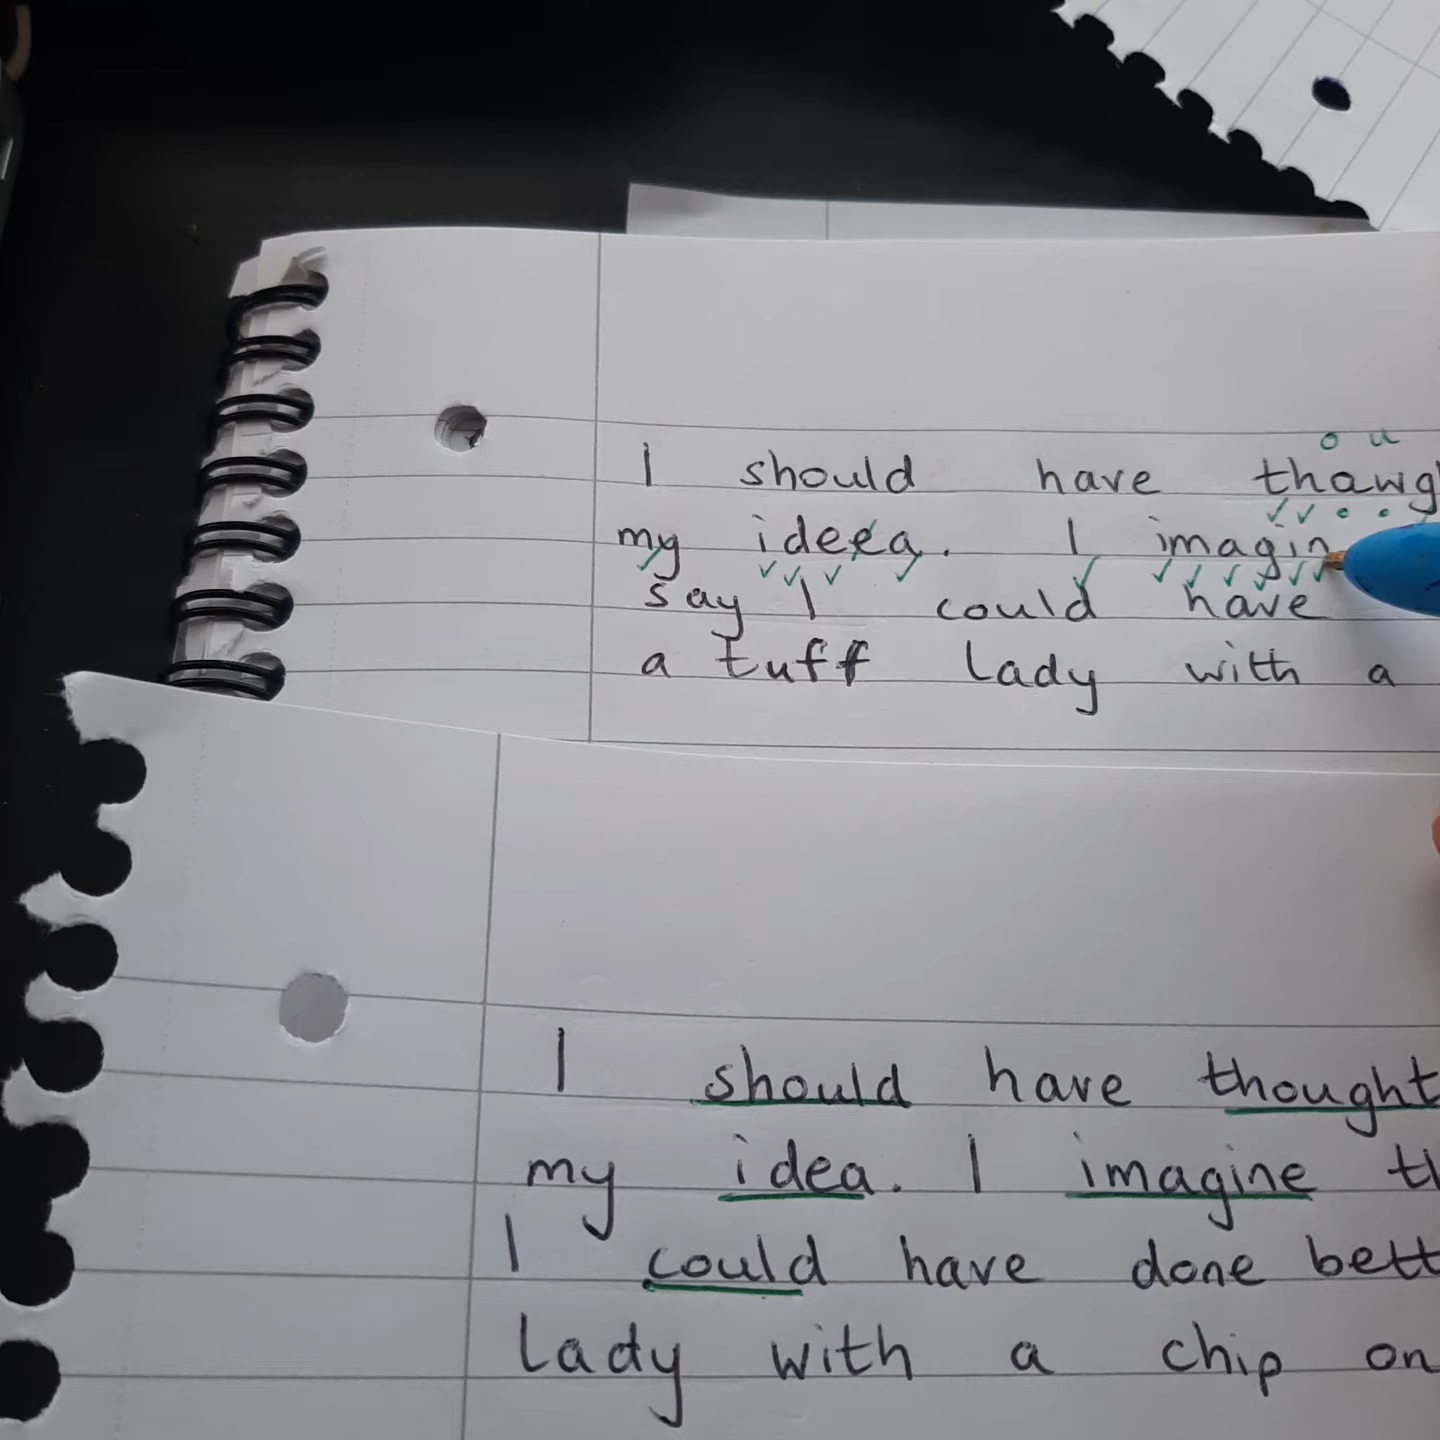 o u
I should have thawg
my ideea. I imagin
say I could have
a tuff lady with a
I should have thought
my idea. I imagine
I could have done bett
lady with a chip on